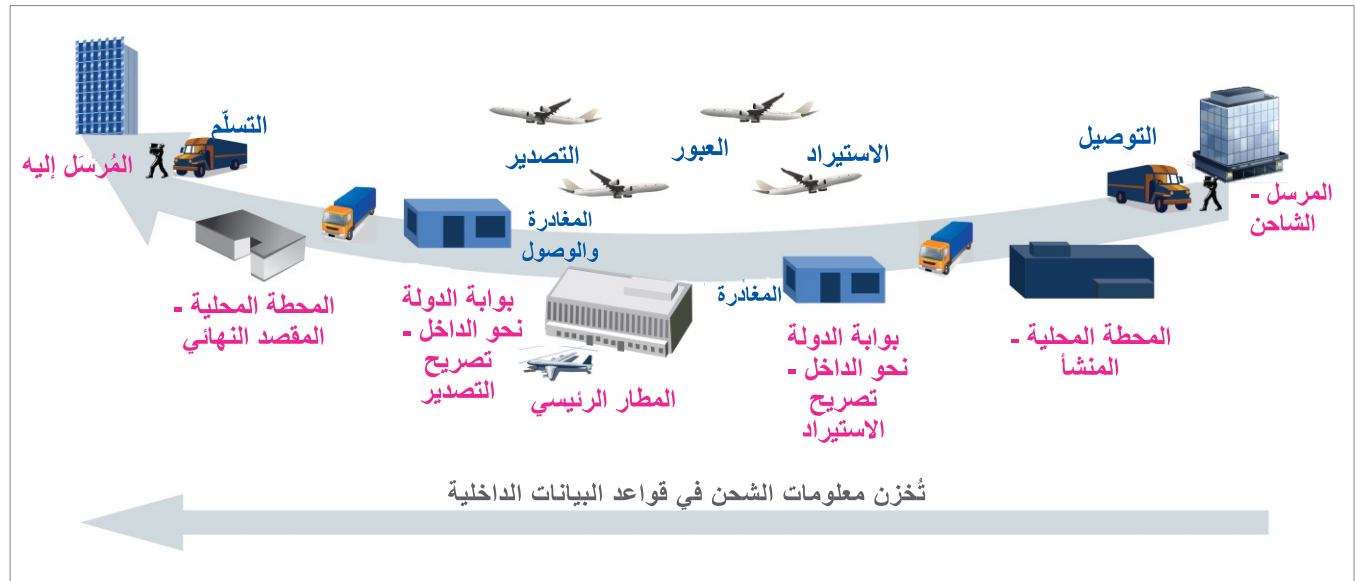 التوصيل
المرسل -
الشاحن
المحطة المحلية -
المنشأ
الاستيراد
العبور
التصدير
المغادرة
بوابة الدولة
نحو الداخل -
تصريح
الاستيراد
المطار الرئيسي
المغادرة
والوصول
بوابة الدولة
نحو الداخل -
تصريح
التصدير
المحطة المحلية -
المقصد النهائي
التسلّم
المُرسَل إليه
تُخزن معلومات الشحن في قواعد البيانات الداخلية